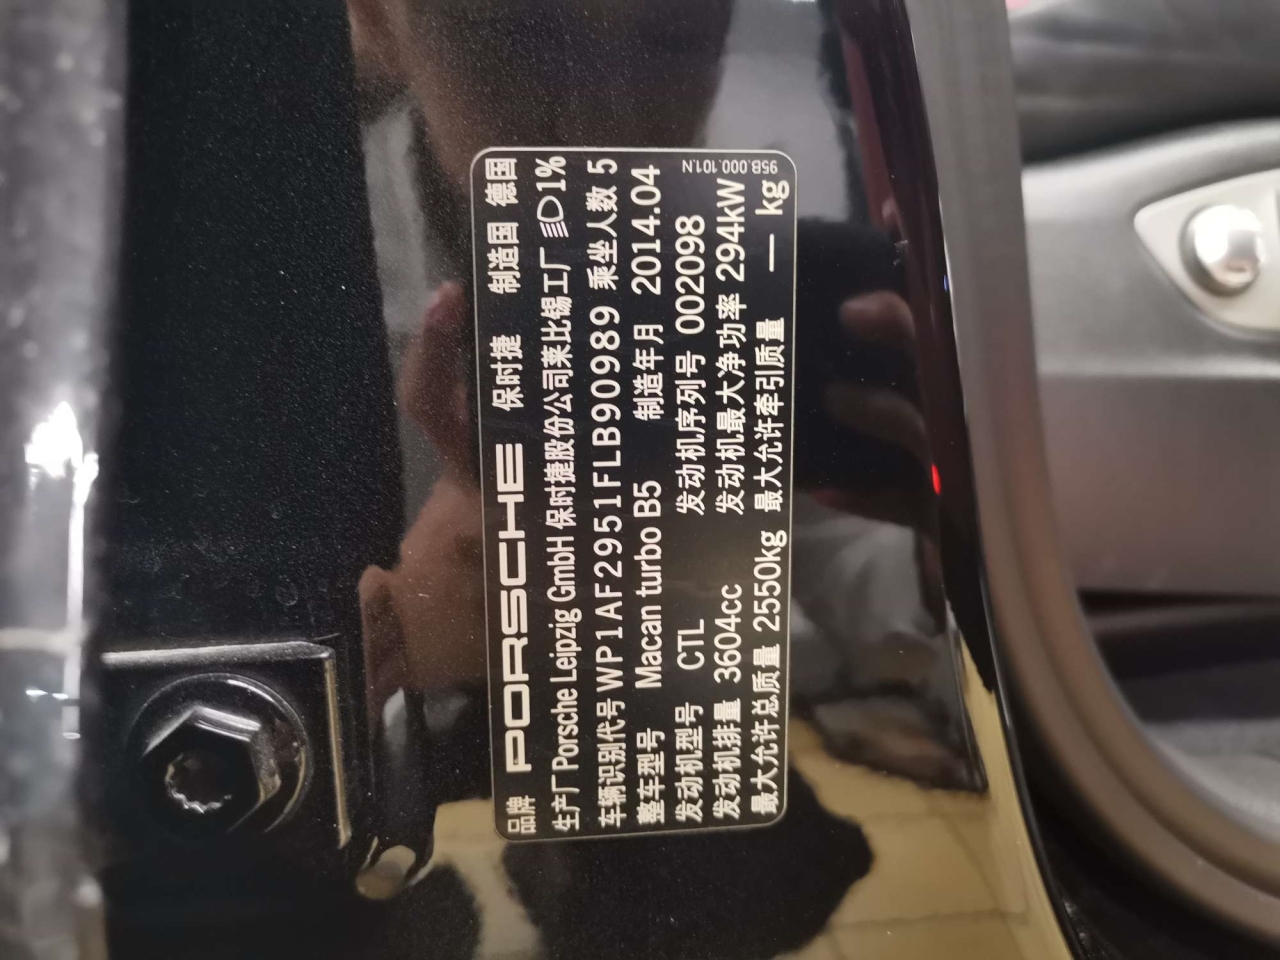 品牌 PORSCHE 保时捷 制造国 德国
生产厂 Porsche Leipzig GmbH 保时捷股份公司莱比锡工厂 1%
车辆识别代号 WP1AF2951FLB90989 乘坐人数 5
整车型号 Macan turbo B5 制造年月 2014.04
发动机型号 CTL 发动机序列号 002098
发动机排量 3604cc 发动机最大净功率 294kW
最大允许总质量 2550kg 最大允许牵引质量 — kg
95B.000.101.N